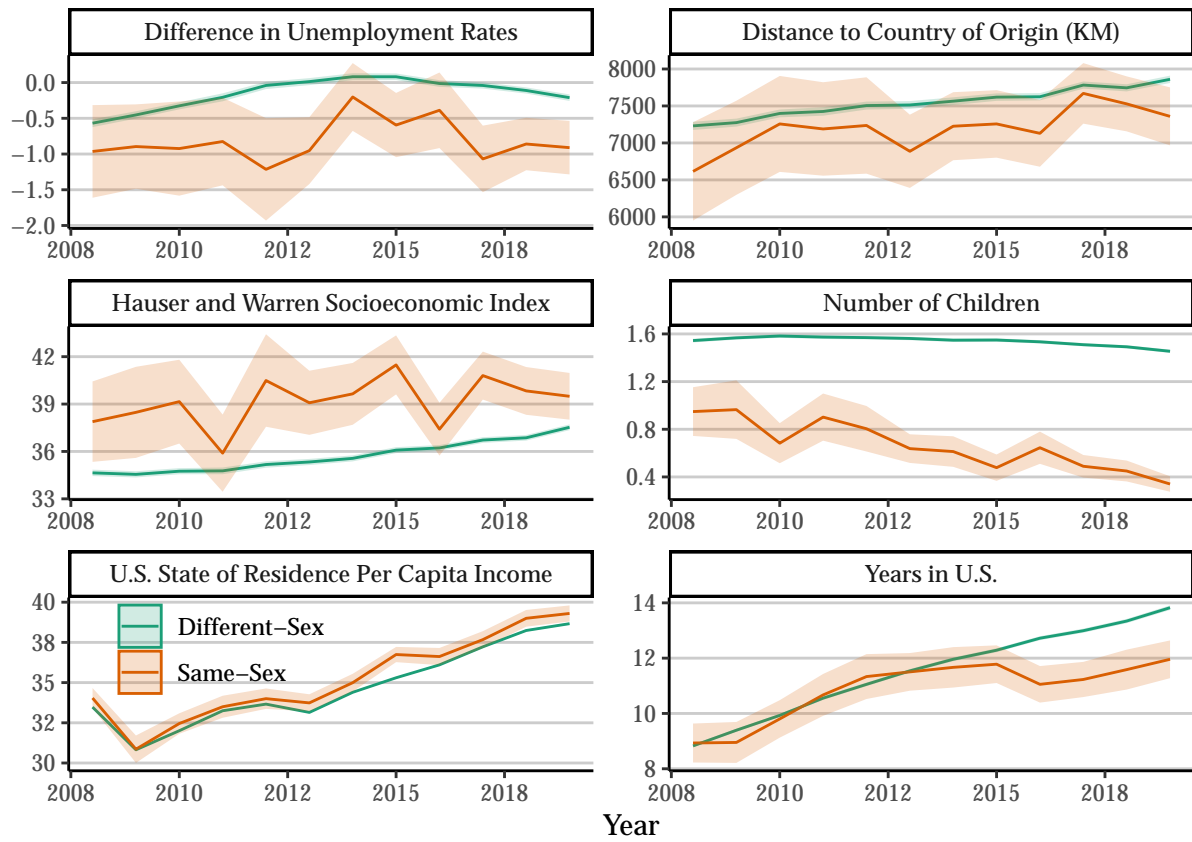 Difference in Unemployment Rates
0.0
−0.5
−1.0
−1.5
−2.0
2008 2010 2012 2015 2018
Distance to Country of Origin (KM)
8000
7500
7000
6500
6000
2008 2010 2012 2015 2018
Hauser and Warren Socioeconomic Index
42
39
36
33
2008 2010 2012 2015 2018
Number of Children
1.6
1.2
0.8
0.4
2008 2010 2012 2015 2018
U.S. State of Residence Per Capita Income
40
38
35
32
30
Different−Sex
Same−Sex
2008 2010 2012 2015 2018
Years in U.S.
14
12
10
8
2008 2010 2012 2015 2018
Year